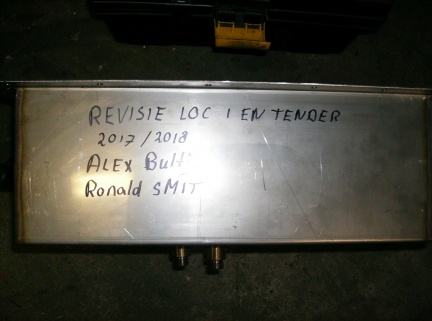 REVISIE LOC 1 EN TENDER
2017/2018
ALEX
Ronald SMIT